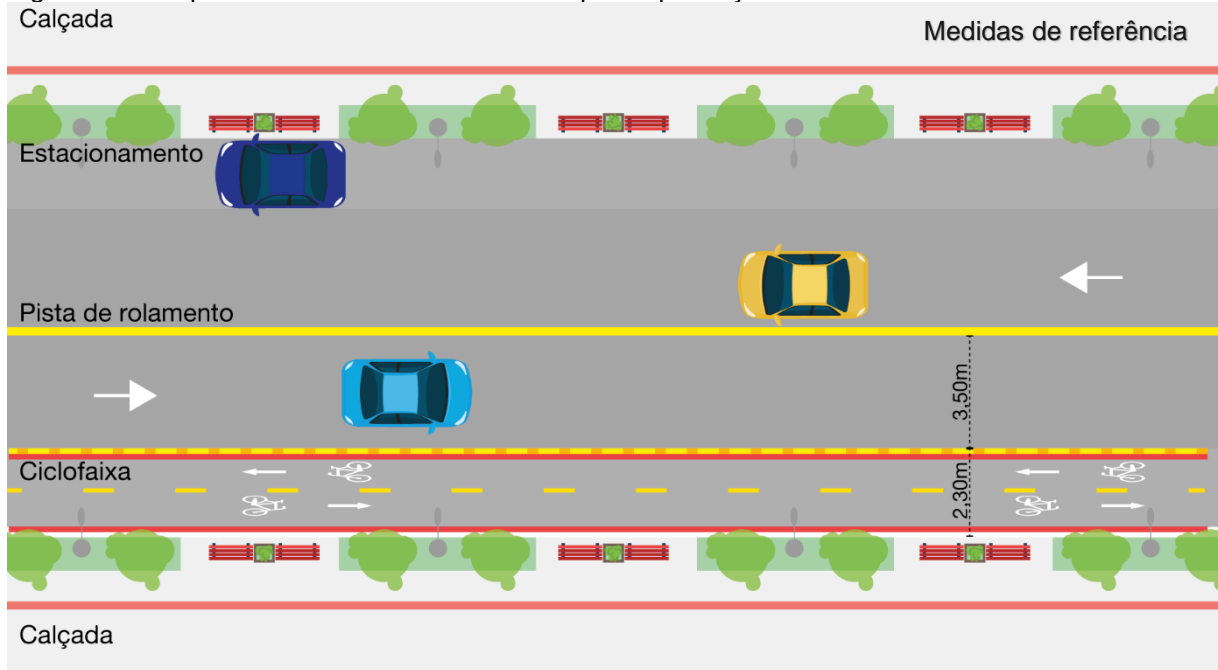 Calçada
Medidas de referência
Estacionamento
Pista de rolamento
3,50m
Ciclofaixa
2,30m
Calçada